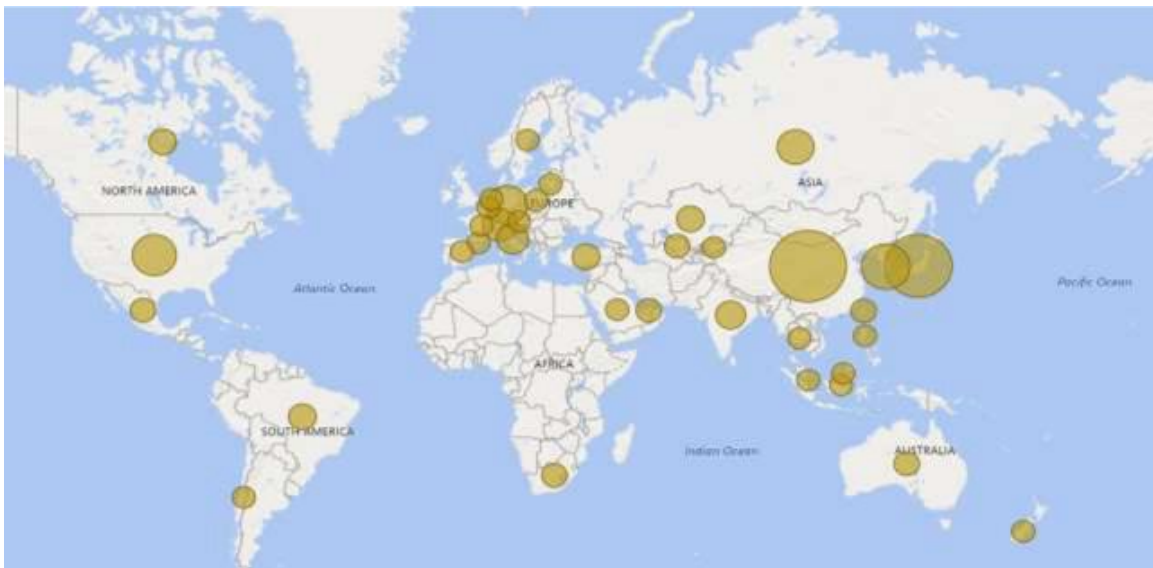 ASIA
NORTH AMERICA
EUROPE
Atlantic Ocean
Pacific Ocean
AFRICA
SOUTH AMERICA
Indian Ocean
AUSTRALIA